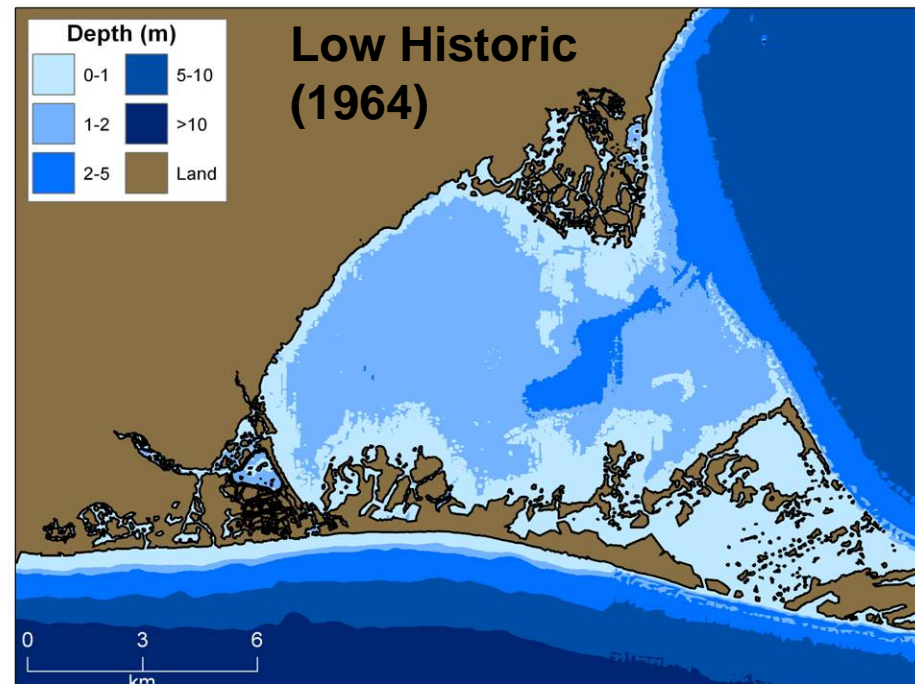 Depth (m)
0-1
1-2
2-5
5-10
>10
Land
Low Historic
(1964)
0 3 6
km